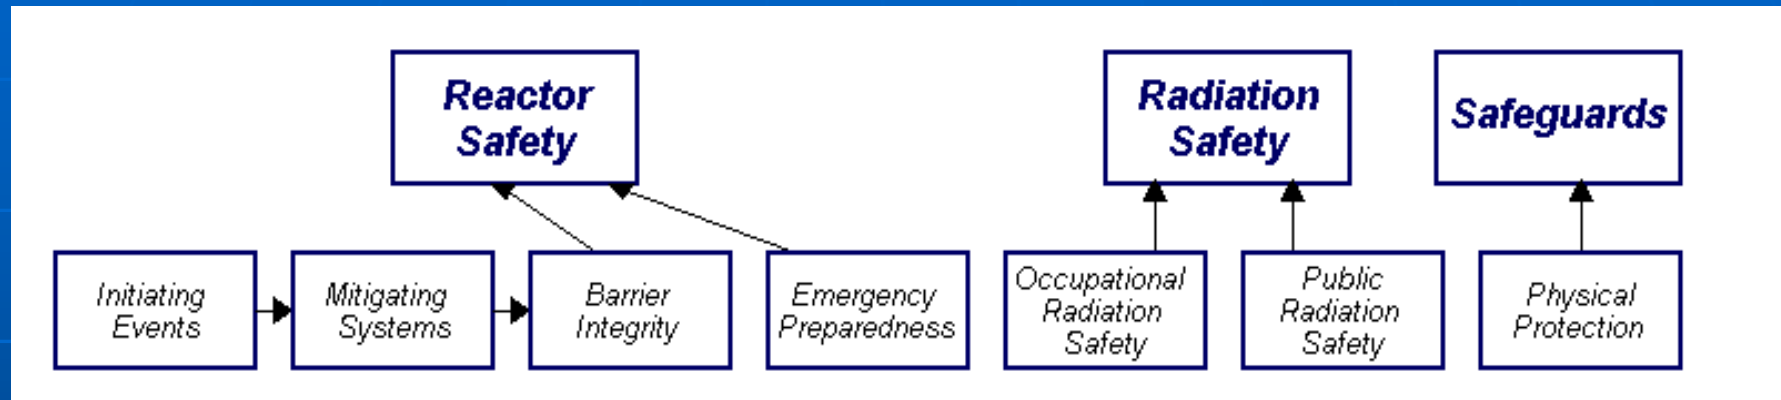 Reactor
Safety
Radiation
Safety
Safeguards
Initiating
Events
Mitigating
Systems
Barrier
Integrity
Emergency
Preparedness
Occupational
Radiation
Safety
Public
Radiation
Safety
Physical
Protection